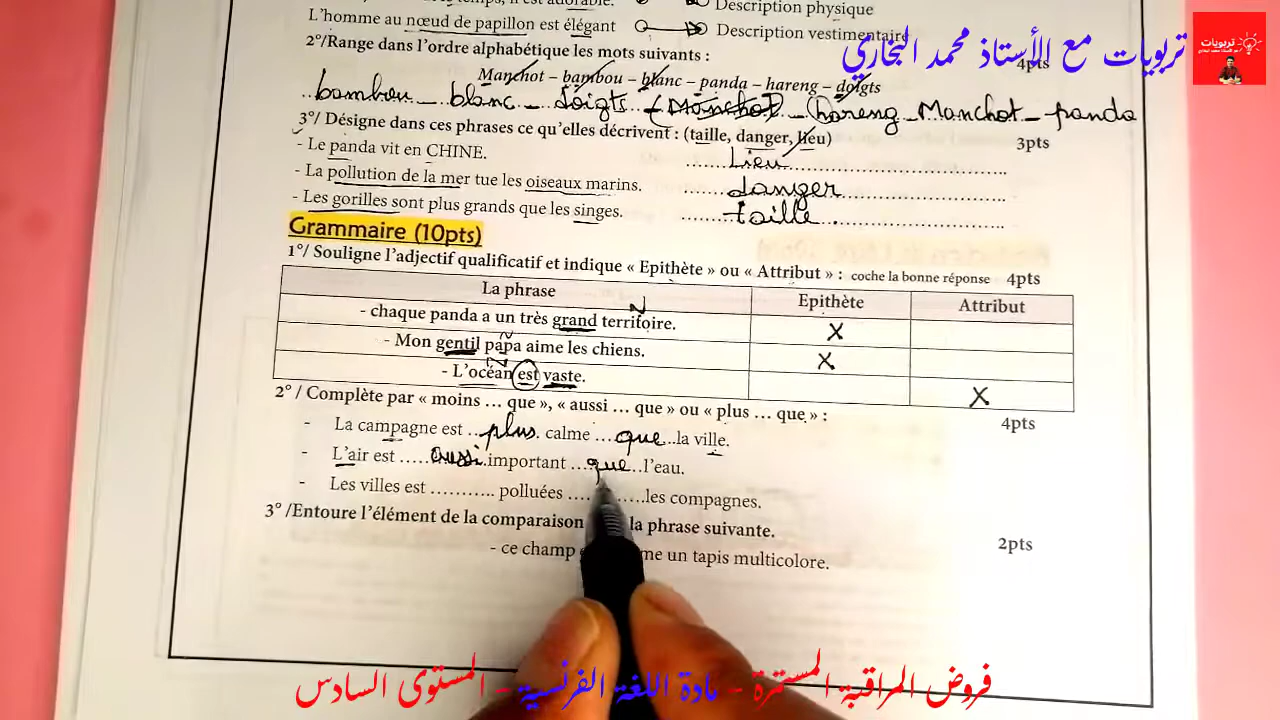 temps, il est adorable. Description physique
L'homme au nœud de papillon est élégant Description vestimentaire
تربويات مع الأستاذ محمد البخاري
تربويات
2°/Range dans l'ordre alphabétique les mots suivants : 4pts
Manchot – bambou – blanc – panda – hareng – doigts
bambou – blanc – doigts (Manchot) – hareng – Manchot – panda
3°/ Désigne dans ces phrases ce qu'elles décrivent : (taille, danger, lieu) 3pts
- Le panda vit en CHINE. ......Lieu......
- La pollution de la mer tue les oiseaux marins. ......danger......
- Les gorilles sont plus grands que les singes. ......taille......
Grammaire (10pts)
1°/ Souligne l'adjectif qualificatif et indique « Epithète » ou « Attribut » : coche la bonne réponse 4pts
La phrase Epithète Attribut
N
- chaque panda a un très grand territoire. X
N
- Mon gentil papa aime les chiens. X
N
- L'océan est vaste. X
2° / Complète par « moins ... que », « aussi ... que » ou « plus ... que » : 4pts
- La campagne est ..plus. calme ...que..la ville.
- L'air est .....aussi..important ...que..l'eau.
- Les villes est ........... polluées .... .....les compagnes.
3° /Entoure l'élément de la comparaison la phrase suivante. 2pts
- ce champ un tapis multicolore.
فروض المراقبة المستمرة - مادة اللغة الفرنسية - المستوى السادس